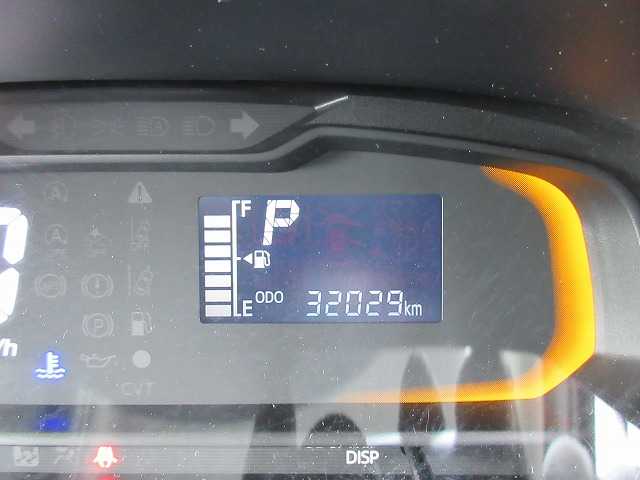 F
P
E ODO 32029km
/h
CVT
DISP